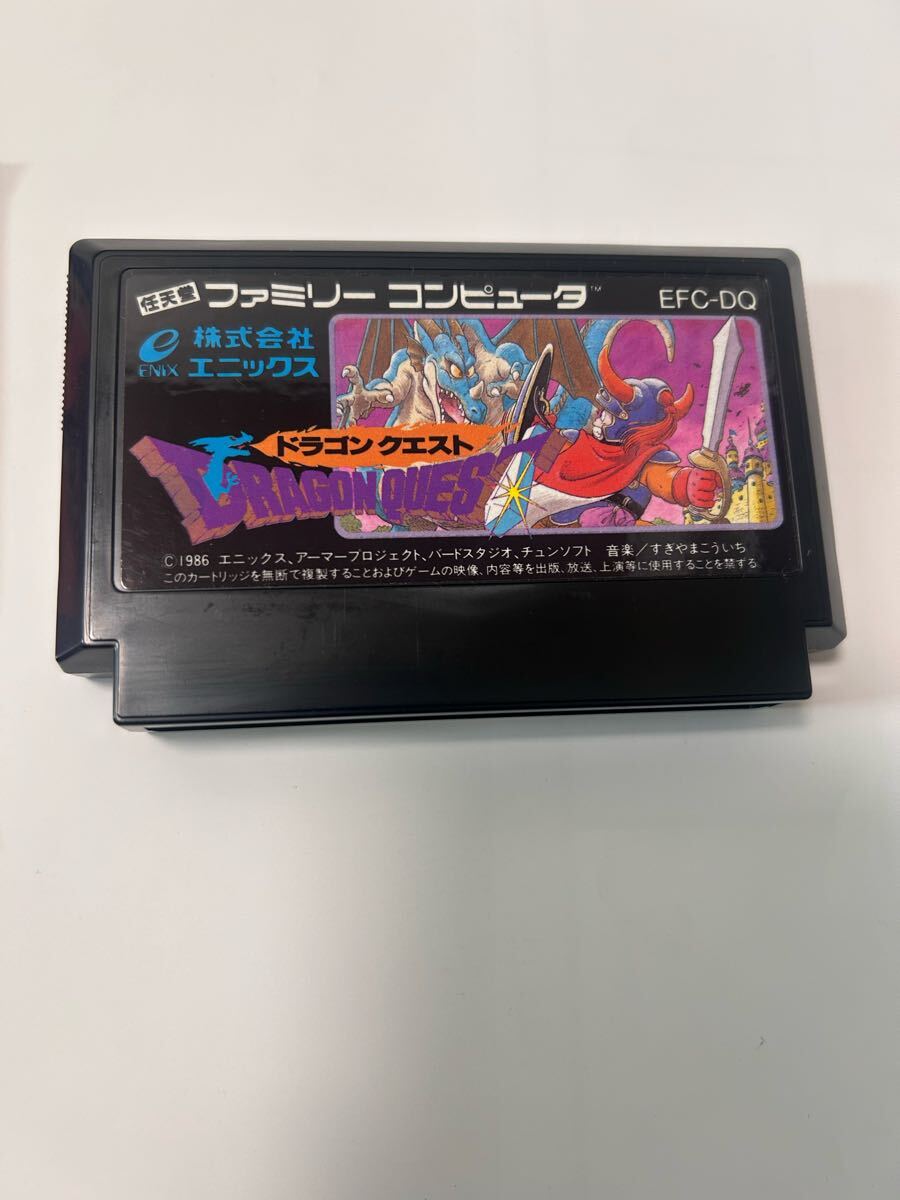 任天堂 ファミリー コンピュータ™ EFC-DQ
e ENIX
株式会社
エニックス
ドラゴン クエスト
DRAGON QUEST
©1986 エニックス、アーマープロジェクト、バードスタジオ、チュンソフト 音楽/すぎやまこういち
このカートリッジを無断で複製することおよびゲームの映像、内容等を出版、放送、上演等に使用することを禁ずる